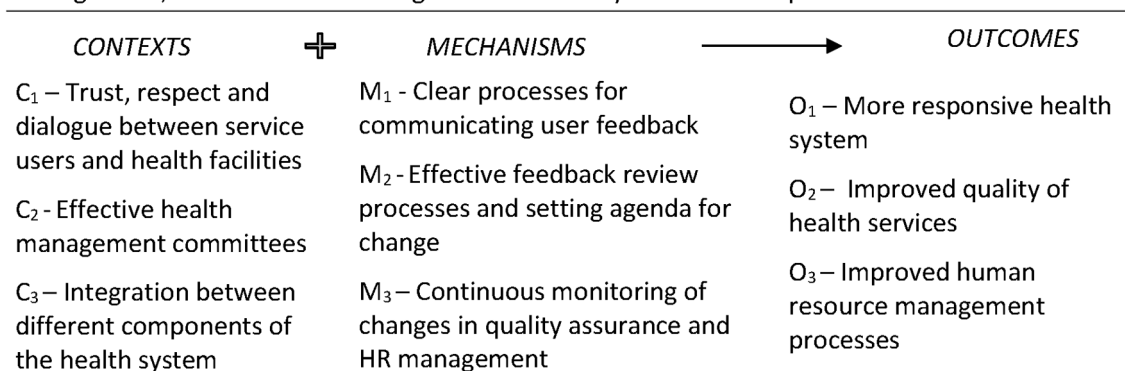 CONTEXTS + MECHANISMS OUTCOMES
C1 – Trust, respect and
dialogue between service
users and health facilities
C2 - Effective health
management committees
C3 – Integration between
different components of
the health system
M1 - Clear processes for
communicating user feedback
M2 - Effective feedback review
processes and setting agenda for
change
M3 – Continuous monitoring of
changes in quality assurance and
HR management
O1 – More responsive health
system
O2 – Improved quality of
health services
O3 – Improved human
resource management
processes